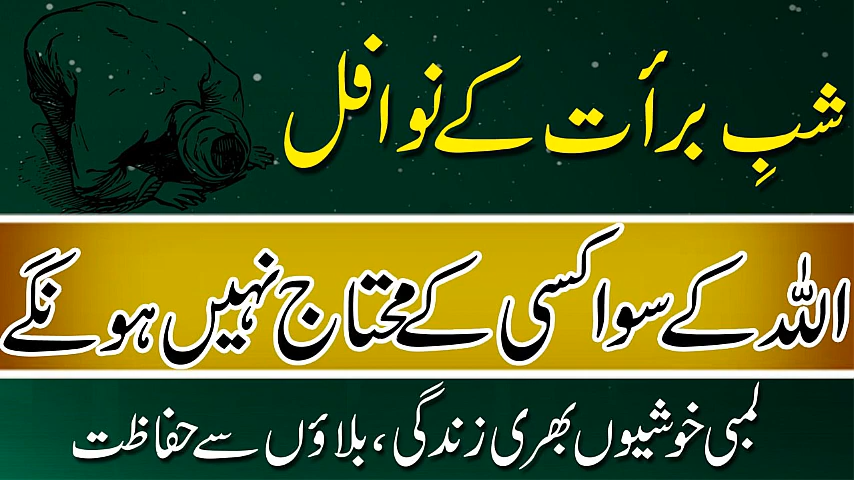 شبِ برأت کے نوافل
اللہ کے سوا کسی کے محتاج نہیں ہونگے
لمبی خوشیوں بھری زندگی، بلاؤں سے حفاظت